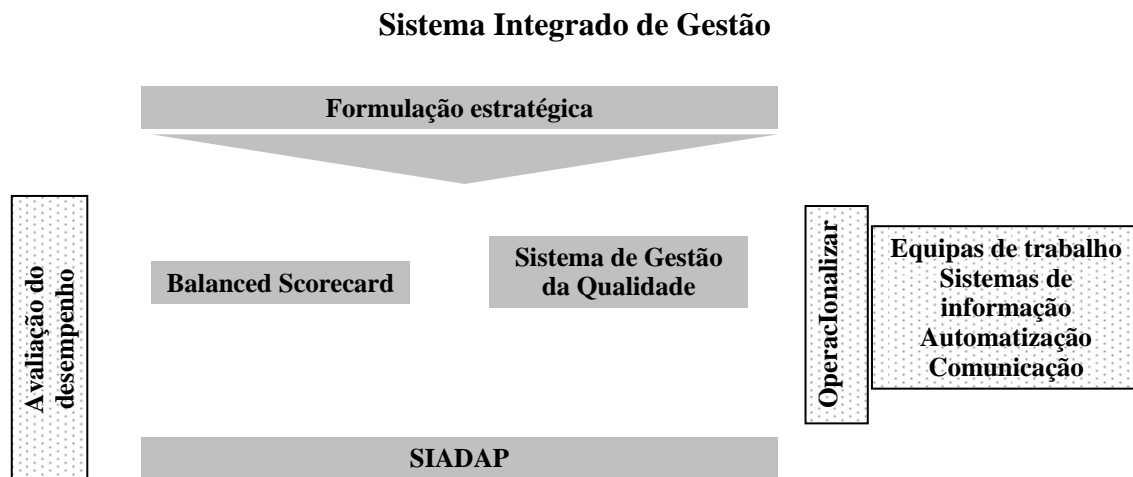 Sistema Integrado de Gestão
Formulação estratégica
Avaliação do
desempenho
Balanced Scorecard
Sistema de Gestão
da Qualidade
OperacIonalizar
Equipas de trabalho
Sistemas de
informação
Automatização
Comunicação
SIADAP